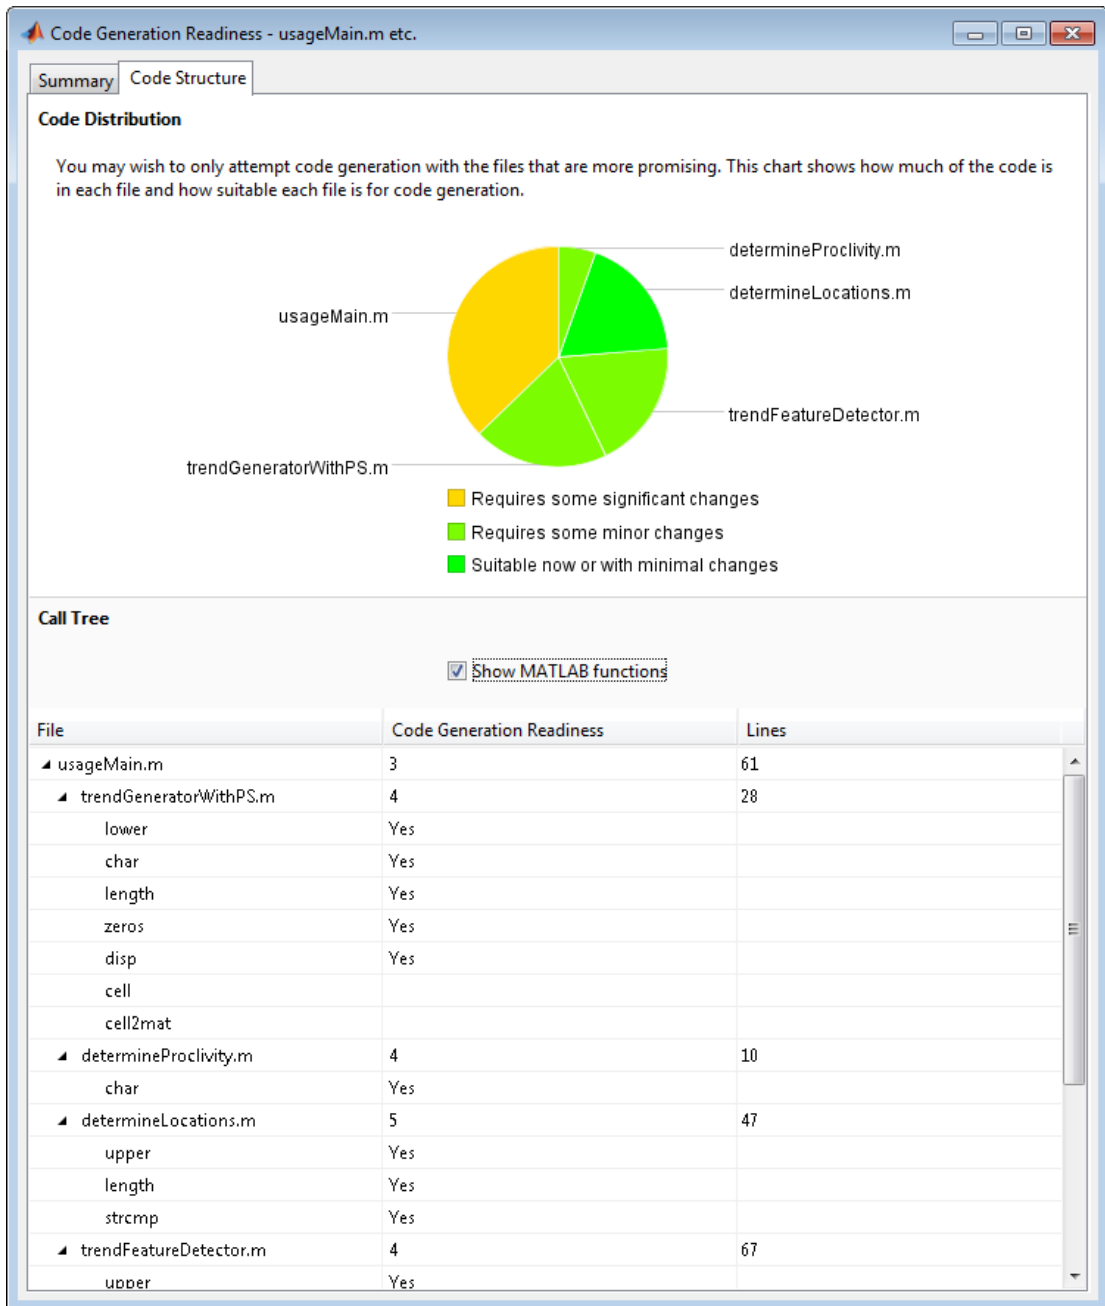 Code Generation Readiness - usageMain.m etc.
Summary
Code Structure
Code Distribution
You may wish to only attempt code generation with the files that are more promising. This chart shows how much of the code is
in each file and how suitable each file is for code generation.
determineProclivity.m
determineLocations.m
usageMain.m
trendFeatureDetector.m
trendGeneratorWithPS.m
Requires some significant changes
Requires some minor changes
Suitable now or with minimal changes
Call Tree
Show MATLAB functions
File Code Generation Readiness Lines
usageMain.m 3 61
trendGeneratorWithPS.m 4 28
lower Yes
char Yes
length Yes
zeros Yes
disp Yes
cell
cell2mat
determineProclivity.m 4 10
char Yes
determineLocations.m 5 47
upper Yes
length Yes
strcmp Yes
trendFeatureDetector.m 4 67
upper Yes